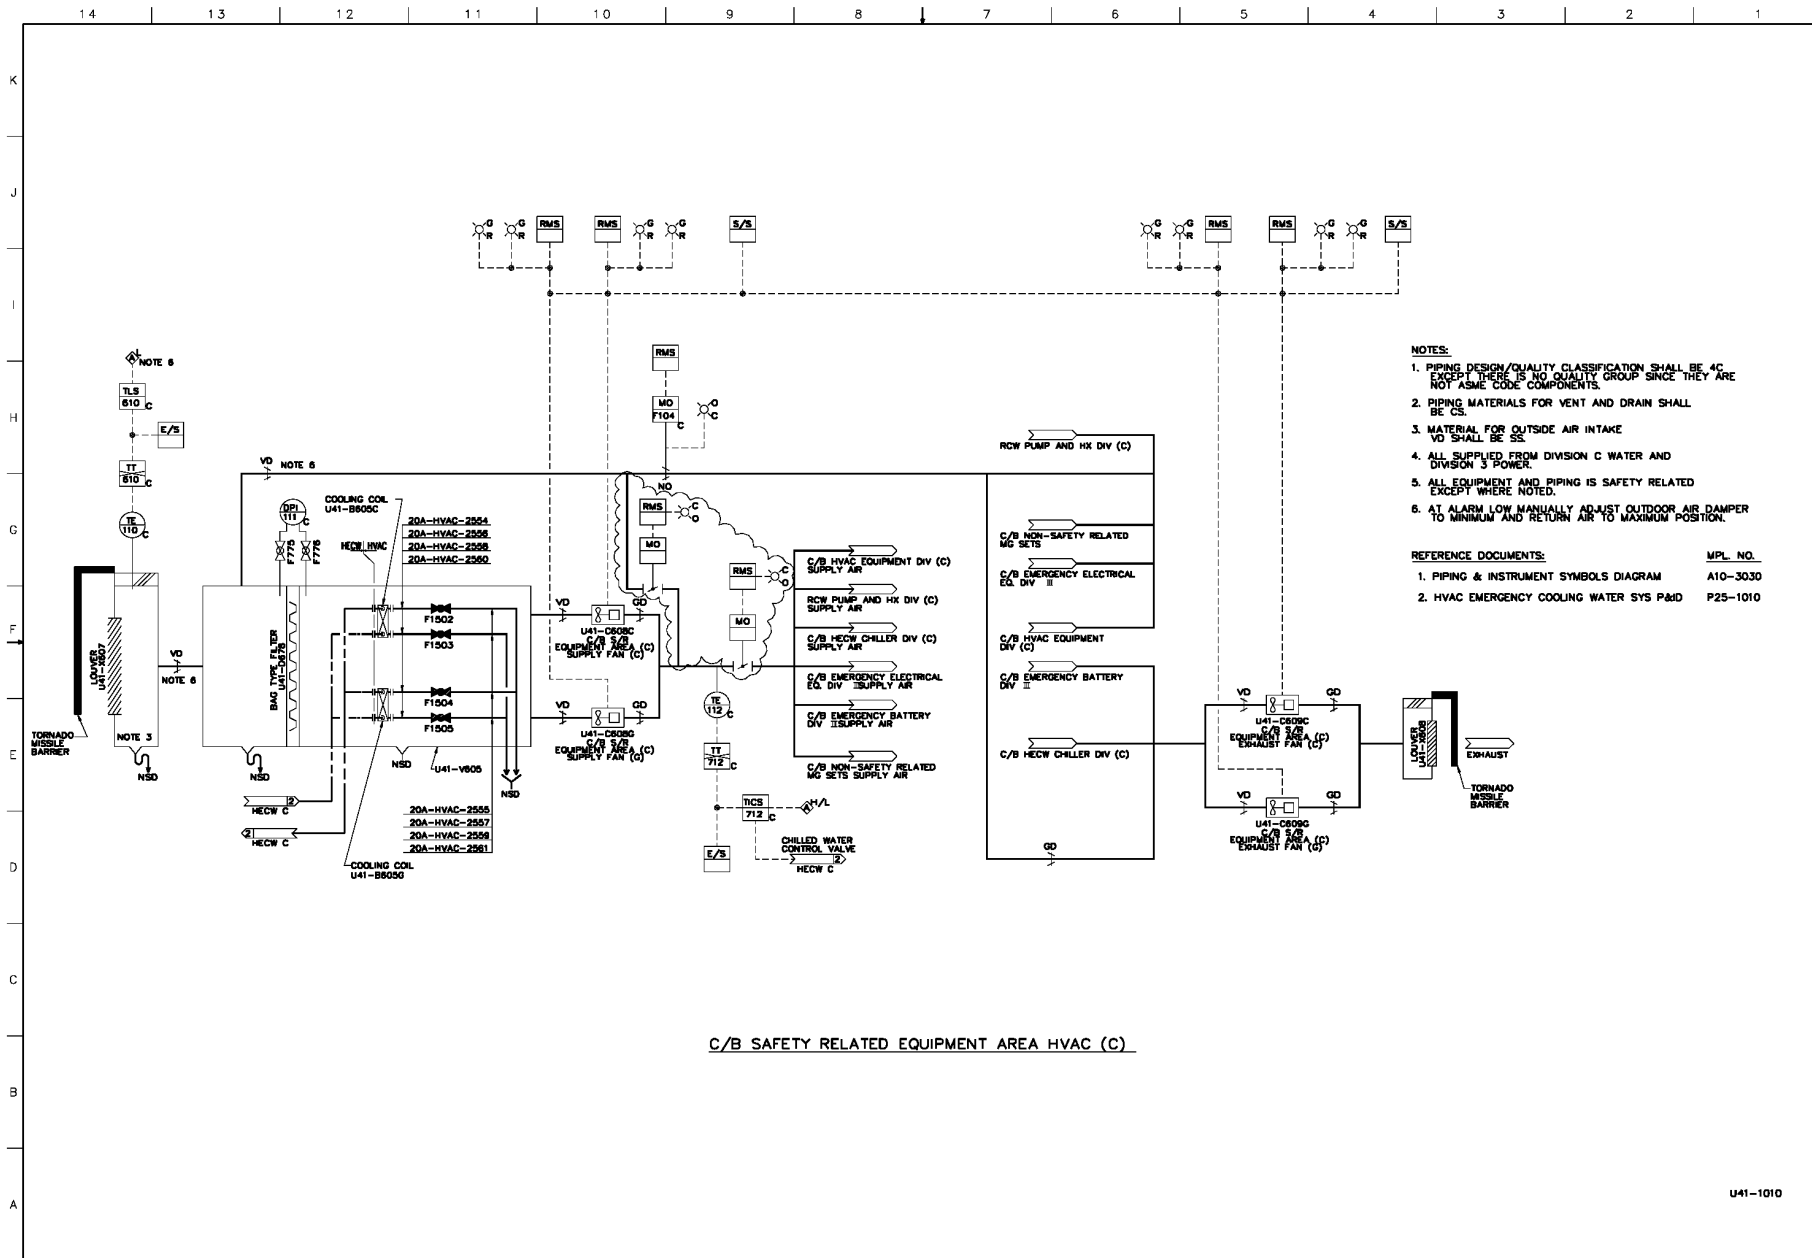 14 13 12 11 10 9 8 7 6 5 4 3 2 1
K
J
I
H
G
F
E
D
C
B
A
G R
G R
RMS
RMS
G R
G R
S/S
G R
G R
RMS
RMS
G R
G R
S/S
A L
NOTE 6
TLS
610 C
E/S
TT
610 C
TE
110 C
RMS
MO
F104 C
O
C
NO
VD
NOTE 6
DPI
111 C
F775
F776
COOLING COIL
U41-B605C
HECW HVAC
20A-HVAC-2554
20A-HVAC-2556
20A-HVAC-2558
20A-HVAC-2560
RMS
C
O
MO
RMS
C
O
MO
LOUVER
U41-X607
TORNADO
MISSILE
BARRIER
NOTE 3
NSD
VD
NOTE 6
BAG TYPE FILTER
U41-D678
F1502
F1503
F1504
F1505
NSD
NSD
U41-V605
NSD
HECW C
2
HECW C
2
20A-HVAC-2555
20A-HVAC-2557
20A-HVAC-2559
20A-HVAC-2561
COOLING COIL
U41-B605G
VD
GD
U41-C608C
C/B S/R
EQUIPMENT AREA (C)
SUPPLY FAN (C)
VD
GD
U41-C608G
C/B S/R
EQUIPMENT AREA (C)
SUPPLY FAN (G)
TE
112 C
TT
712 C
TICS
712 C
A H/L
E/S
CHILLED WATER
CONTROL VALVE
2
HECW C
C/B HVAC EQUIPMENT DIV (C)
SUPPLY AIR
RCW PUMP AND HX DIV (C)
SUPPLY AIR
C/B HECW CHILLER DIV (C)
SUPPLY AIR
C/B EMERGENCY ELECTRICAL
EQ. DIV III SUPPLY AIR
C/B EMERGENCY BATTERY
DIV III SUPPLY AIR
C/B NON-SAFETY RELATED
MG SETS SUPPLY AIR
RCW PUMP AND HX DIV (C)
C/B NON-SAFETY RELATED
MG SETS
C/B EMERGENCY ELECTRICAL
EQ. DIV III
C/B HVAC EQUIPMENT
DIV (C)
C/B EMERGENCY BATTERY
DIV III
C/B HECW CHILLER DIV (C)
GD
VD
GD
U41-C609C
C/B S/R
EQUIPMENT AREA (C)
EXHAUST FAN (C)
VD
GD
U41-C609G
C/B S/R
EQUIPMENT AREA (C)
EXHAUST FAN (G)
LOUVER
U41-X608
EXHAUST
TORNADO
MISSILE
BARRIER
NOTES:
1. PIPING DESIGN/QUALITY CLASSIFICATION SHALL BE 4C
EXCEPT THERE IS NO QUALITY GROUP SINCE THEY ARE
NOT ASME CODE COMPONENTS.
2. PIPING MATERIALS FOR VENT AND DRAIN SHALL
BE CS.
3. MATERIAL FOR OUTSIDE AIR INTAKE
VD SHALL BE SS.
4. ALL SUPPLIED FROM DIVISION C WATER AND
DIVISION 3 POWER.
5. ALL EQUIPMENT AND PIPING IS SAFETY RELATED
EXCEPT WHERE NOTED.
6. AT ALARM LOW MANUALLY ADJUST OUTDOOR AIR DAMPER
TO MINIMUM AND RETURN AIR TO MAXIMUM POSITION.
REFERENCE DOCUMENTS: MPL. NO.
1. PIPING & INSTRUMENT SYMBOLS DIAGRAM A10-3030
2. HVAC EMERGENCY COOLING WATER SYS P&ID P25-1010
C/B SAFETY RELATED EQUIPMENT AREA HVAC (C)
U41-1010